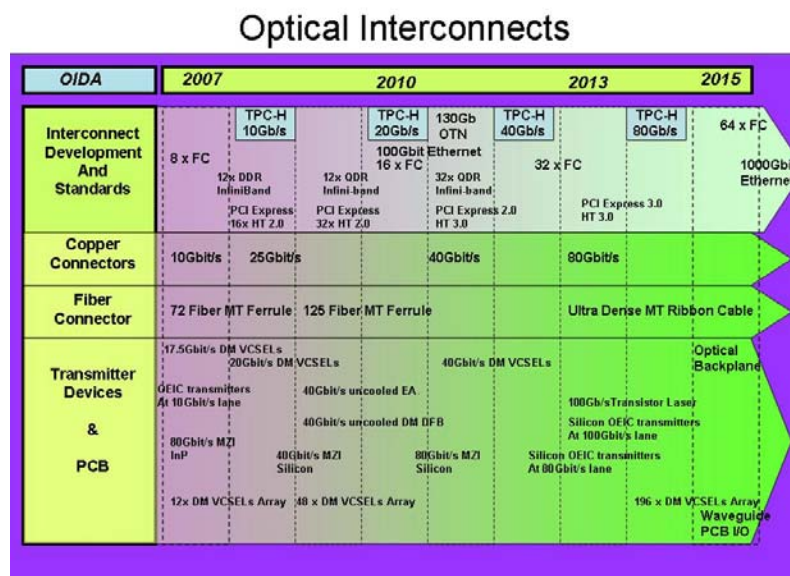 Optical Interconnects
OIDA
2007
2010
2013
2015
Interconnect
Development
And
Standards
TPC-H
10Gb/s
TPC-H
20Gb/s
130Gb
OTN
TPC-H
40Gb/s
TPC-H
80Gb/s
64 x FC
100Gbit Ethernet
8 x FC
16 x FC
32 x FC
1000Gbi
Ethernet
12x DDR
InfiniBand
12x QDR
Infini-band
32x QDR
Infini-band
PCI Express
16x HT 2.0
PCI Express
32x HT 2.0
PCI Express 2.0
HT 3.0
PCI Express 3.0
HT 3.0
Copper
Connectors
10Gbit/s
25Gbit/s
40Gbit/s
80Gbit/s
Fiber
Connector
72 Fiber MT Ferrule
125 Fiber MT Ferrule
Ultra Dense MT Ribbon Cable
Transmitter
Devices
&
PCB
17.5Gbit/s DM VCSELs
20Gbit/s DM VCSELs
40Gbit/s DM VCSELs
Optical
Backplane
OEIC transmitters
At 10Gbit/s lane
40Gbit/s uncooled EA
100Gb/sTransistor Laser
40Gbit/s uncooled DM DFB
Silicon OEIC transmitters
At 100Gbit/s lane
80Gbit/s MZI
InP
40Gbit/s MZI
Silicon
80Gbit/s MZI
Silicon
Silicon OEIC transmitters
At 80Gbit/s lane
12x DM VCSELs Array
48 x DM VCSELs Array
196 x DM VCSELs Array
Waveguide
PCB I/O